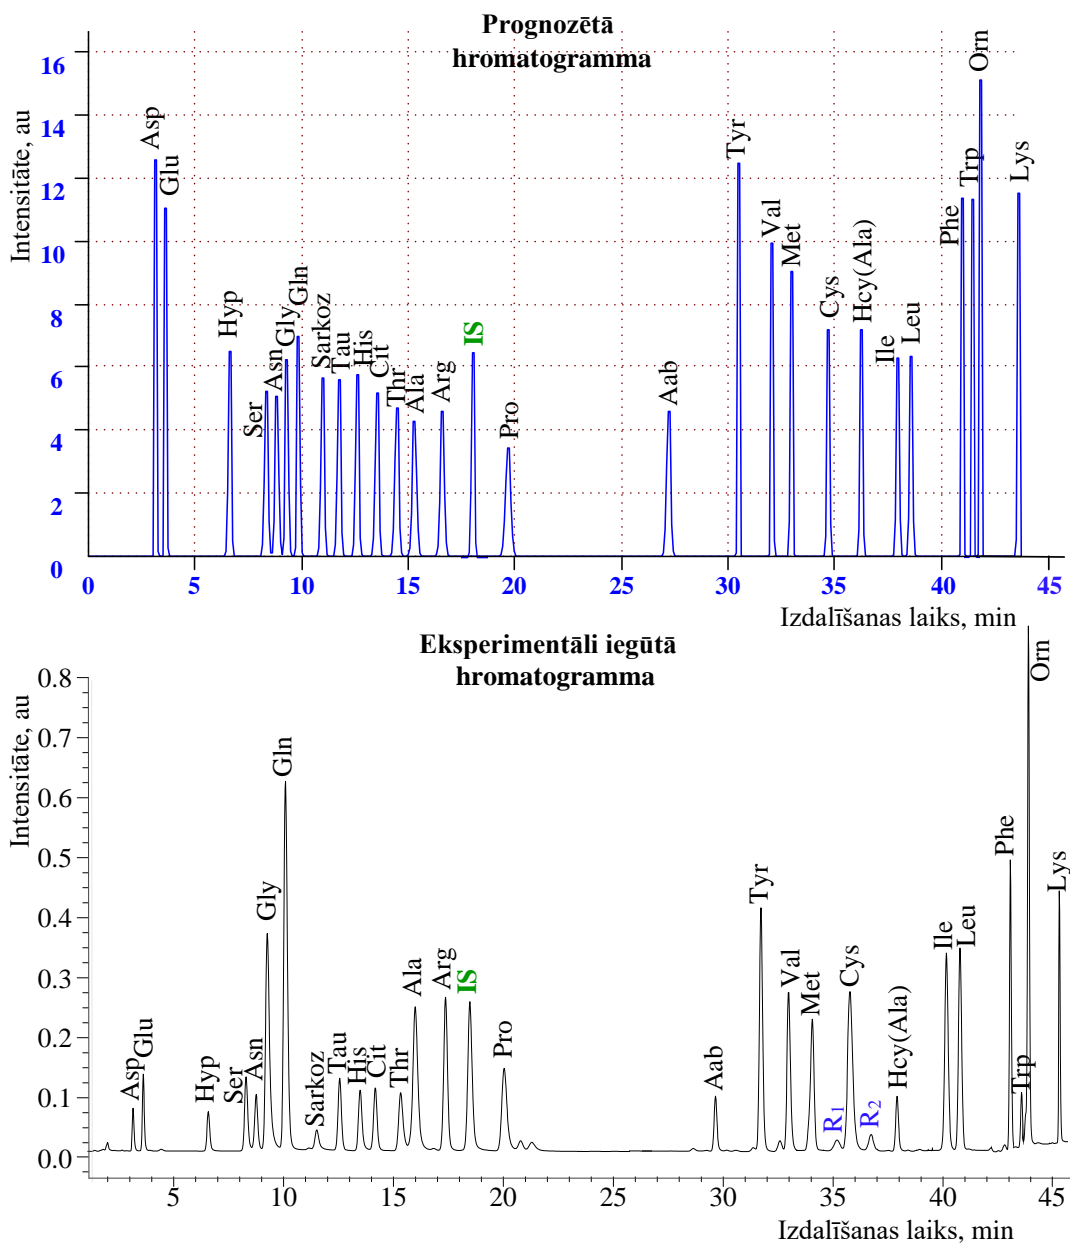 Prognozētā
hromatogramma
Intensitāte, au
16
14
12
10
8
6
4
2
0
Asp
Glu
Hyp
Ser
Asn
Gly
Gln
Sarkoz
Tau
His
Cit
Thr
Ala
Arg
IS
Pro
Aab
Tyr
Val
Met
Cys
Hcy(Ala)
Ile
Leu
Phe
Trp
Orn
Lys
0 5 10 15 20 25 30 35 40 45
Izdalīšanas laiks, min
Eksperimentāli iegūtā
hromatogramma
Intensitāte, au
0.8
0.7
0.6
0.5
0.4
0.3
0.2
0.1
0.0
Asp
Glu
Hyp
Ser
Asn
Gly
Gln
Sarkoz
Tau
His
Cit
Thr
Ala
Arg
IS
Pro
Aab
Tyr
Val
Met
R1
Cys
R2
Hcy(Ala)
Ile
Leu
Phe
Trp
Orn
Lys
5 10 15 20 25 30 35 40 45
Izdalīšanas laiks, min